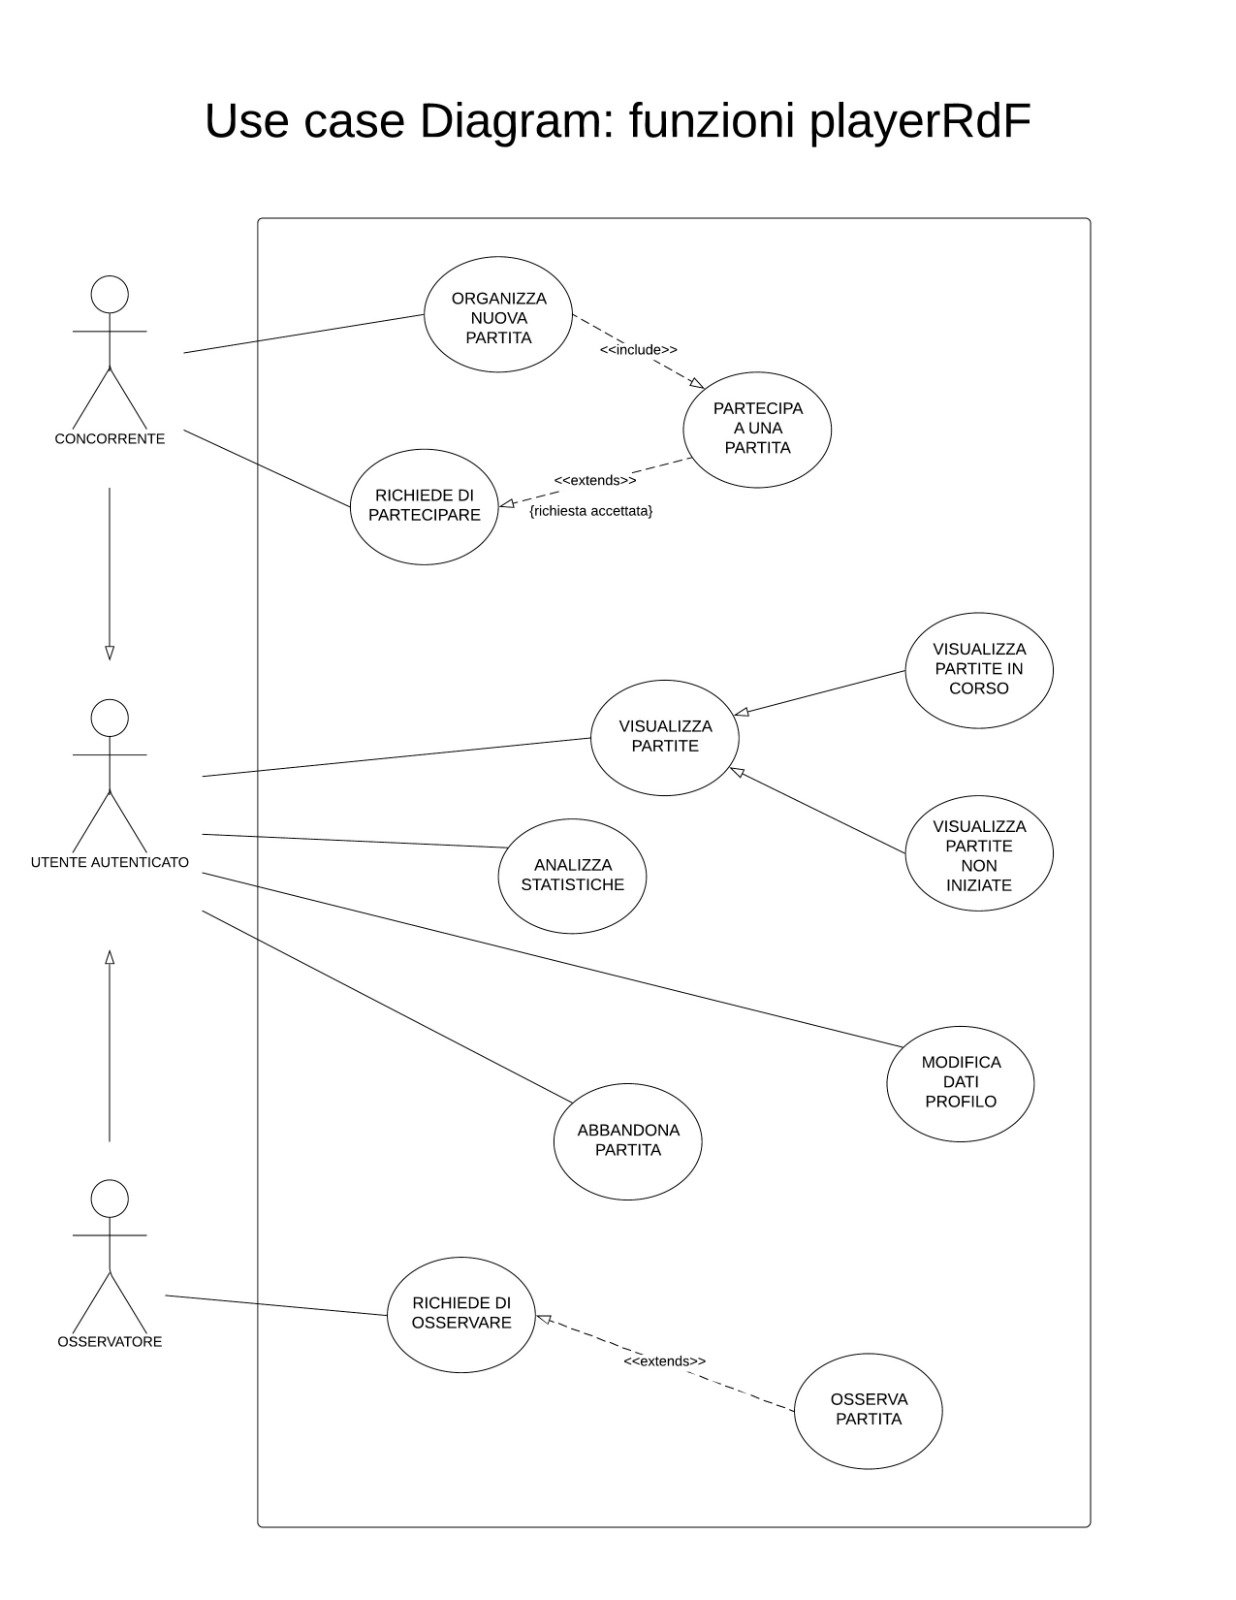 Use case Diagram: funzioni playerRdF
ORGANIZZA
NUOVA
PARTITA
<<include>>
CONCORRENTE
PARTECIPA
A UNA
PARTITA
<<extends>>
{richiesta accettata}
RICHIEDE DI
PARTECIPARE
VISUALIZZA
PARTITE IN
CORSO
VISUALIZZA
PARTITE
UTENTE AUTENTICATO
VISUALIZZA
PARTITE
NON
INIZIATE
ANALIZZA
STATISTICHE
MODIFICA
DATI
PROFILO
ABBANDONA
PARTITA
OSSERVATORE
RICHIEDE DI
OSSERVARE
<<extends>>
OSSERVA
PARTITA